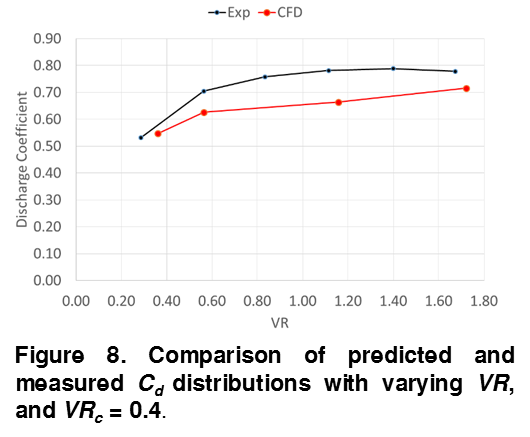 Exp CFD
0.90
0.80
0.70
0.60
0.50
0.40
0.30
0.20
0.10
0.00
Discharge Coefficient
0.00 0.20 0.40 0.60 0.80 1.00 1.20 1.40 1.60 1.80
VR
Figure 8. Comparison of predicted and
measured Cd distributions with varying VR,
and VRc = 0.4.